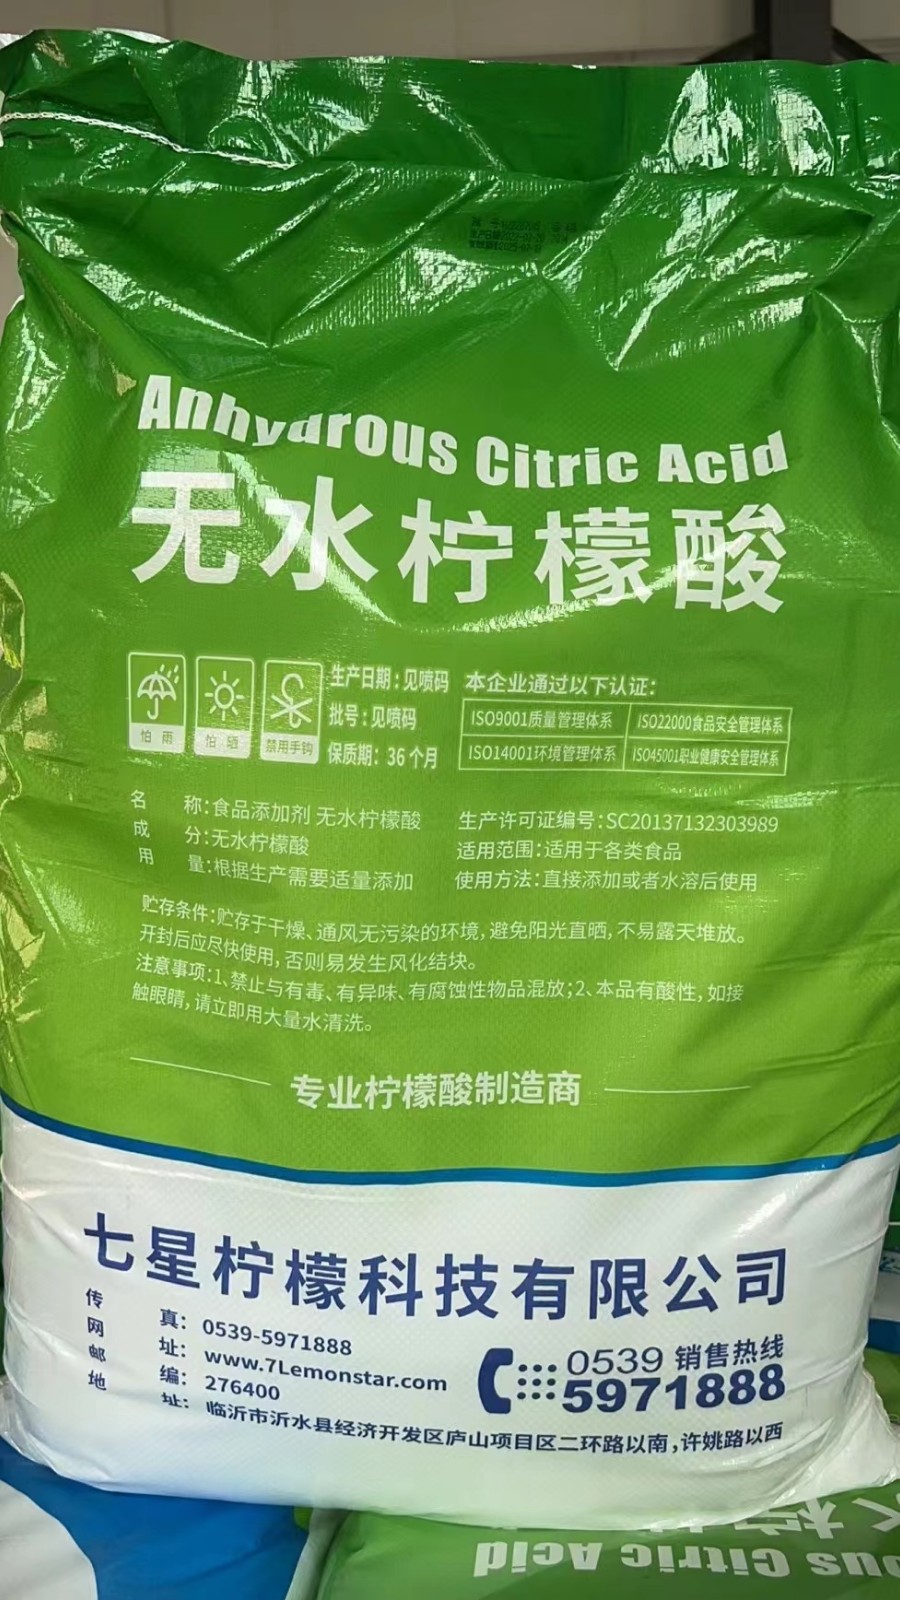 Anhydrous Citric Acid
无水柠檬酸
怕 雨
怕 晒
禁用手钩
生产日期:见喷码
批号:见喷码
保质期: 36 个月
本企业通过以下认证:
ISO9001质量管理体系
ISO22000食品安全管理体系
ISO14001环境管理体系
ISO45001职业健康安全管理体系
名 称:食品添加剂 无水柠檬酸
成 分:无水柠檬酸
用 量:根据生产需要适量添加
生产许可证编号:SC20137132303989
适用范围:适用于各类食品
使用方法:直接添加或者水溶后使用
贮存条件:贮存于干燥、通风无污染的环境,避免阳光直晒,不易露天堆放。
开封后应尽快使用,否则易发生风化结块。
注意事项:1、禁止与有毒、有异味、有腐蚀性物品混放;2、本品有酸性,如接
触眼睛,请立即用大量水清洗。
专业柠檬酸制造商
七星柠檬科技有限公司
传 真: 0539-5971888
网 址: www.7Lemonstar.com
邮 编: 276400
地 址: 临沂市沂水县经济开发区庐山项目区二环路以南,许姚路以西
0539 销售热线
5971888
ous Citric Acid